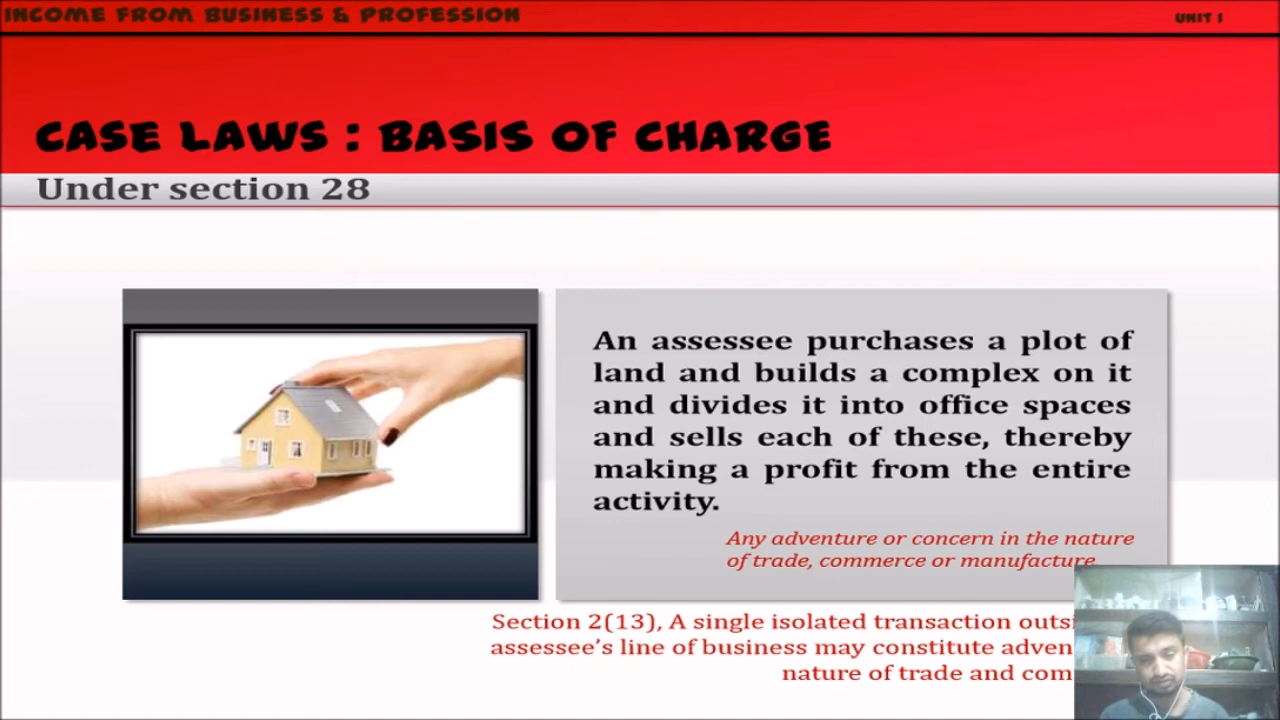 INCOME FROM BUSINESS & PROFESSION
UNIT I
CASE LAWS : BASIS OF CHARGE
Under section 28
An assessee purchases a plot of
land and builds a complex on it
and divides it into office spaces
and sells each of these, thereby
making a profit from the entire
activity.
Any adventure or concern in the nature
of trade, commerce or manufacture
Section 2(13), A single isolated transaction
assessee's line of business may constitute
nature of trade and